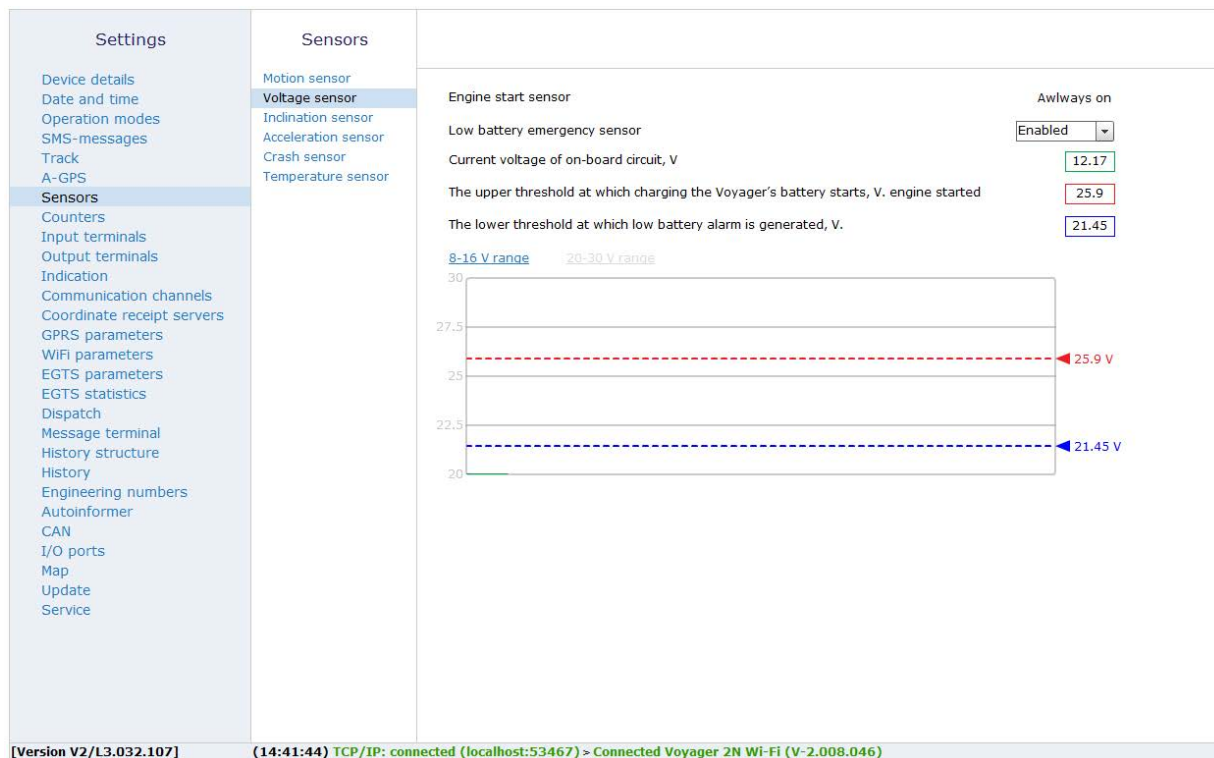 Settings
Device details
Date and time
Operation modes
SMS-messages
Track
A-GPS
Sensors
Counters
Input terminals
Output terminals
Indication
Communication channels
Coordinate receipt servers
GPRS parameters
WiFi parameters
EGTS parameters
EGTS statistics
Dispatch
Message terminal
History structure
History
Engineering numbers
Autoinformer
CAN
I/O ports
Map
Update
Service
Sensors
Motion sensor
Voltage sensor
Inclination sensor
Acceleration sensor
Crash sensor
Temperature sensor
Engine start sensor Awlways on
Low battery emergency sensor Enabled
Current voltage of on-board circuit, V 12.17
The upper threshold at which charging the Voyager's battery starts, V. engine started 25.9
The lower threshold at which low battery alarm is generated, V. 21.45
8-16 V range 20-30 V range
30
27.5
25.9 V
25
22.5
21.45 V
20
[Version V2/L3.032.107] (14:41:44) TCP/IP: connected (localhost:53467) > Connected Voyager 2N Wi-Fi (V-2.008.046)